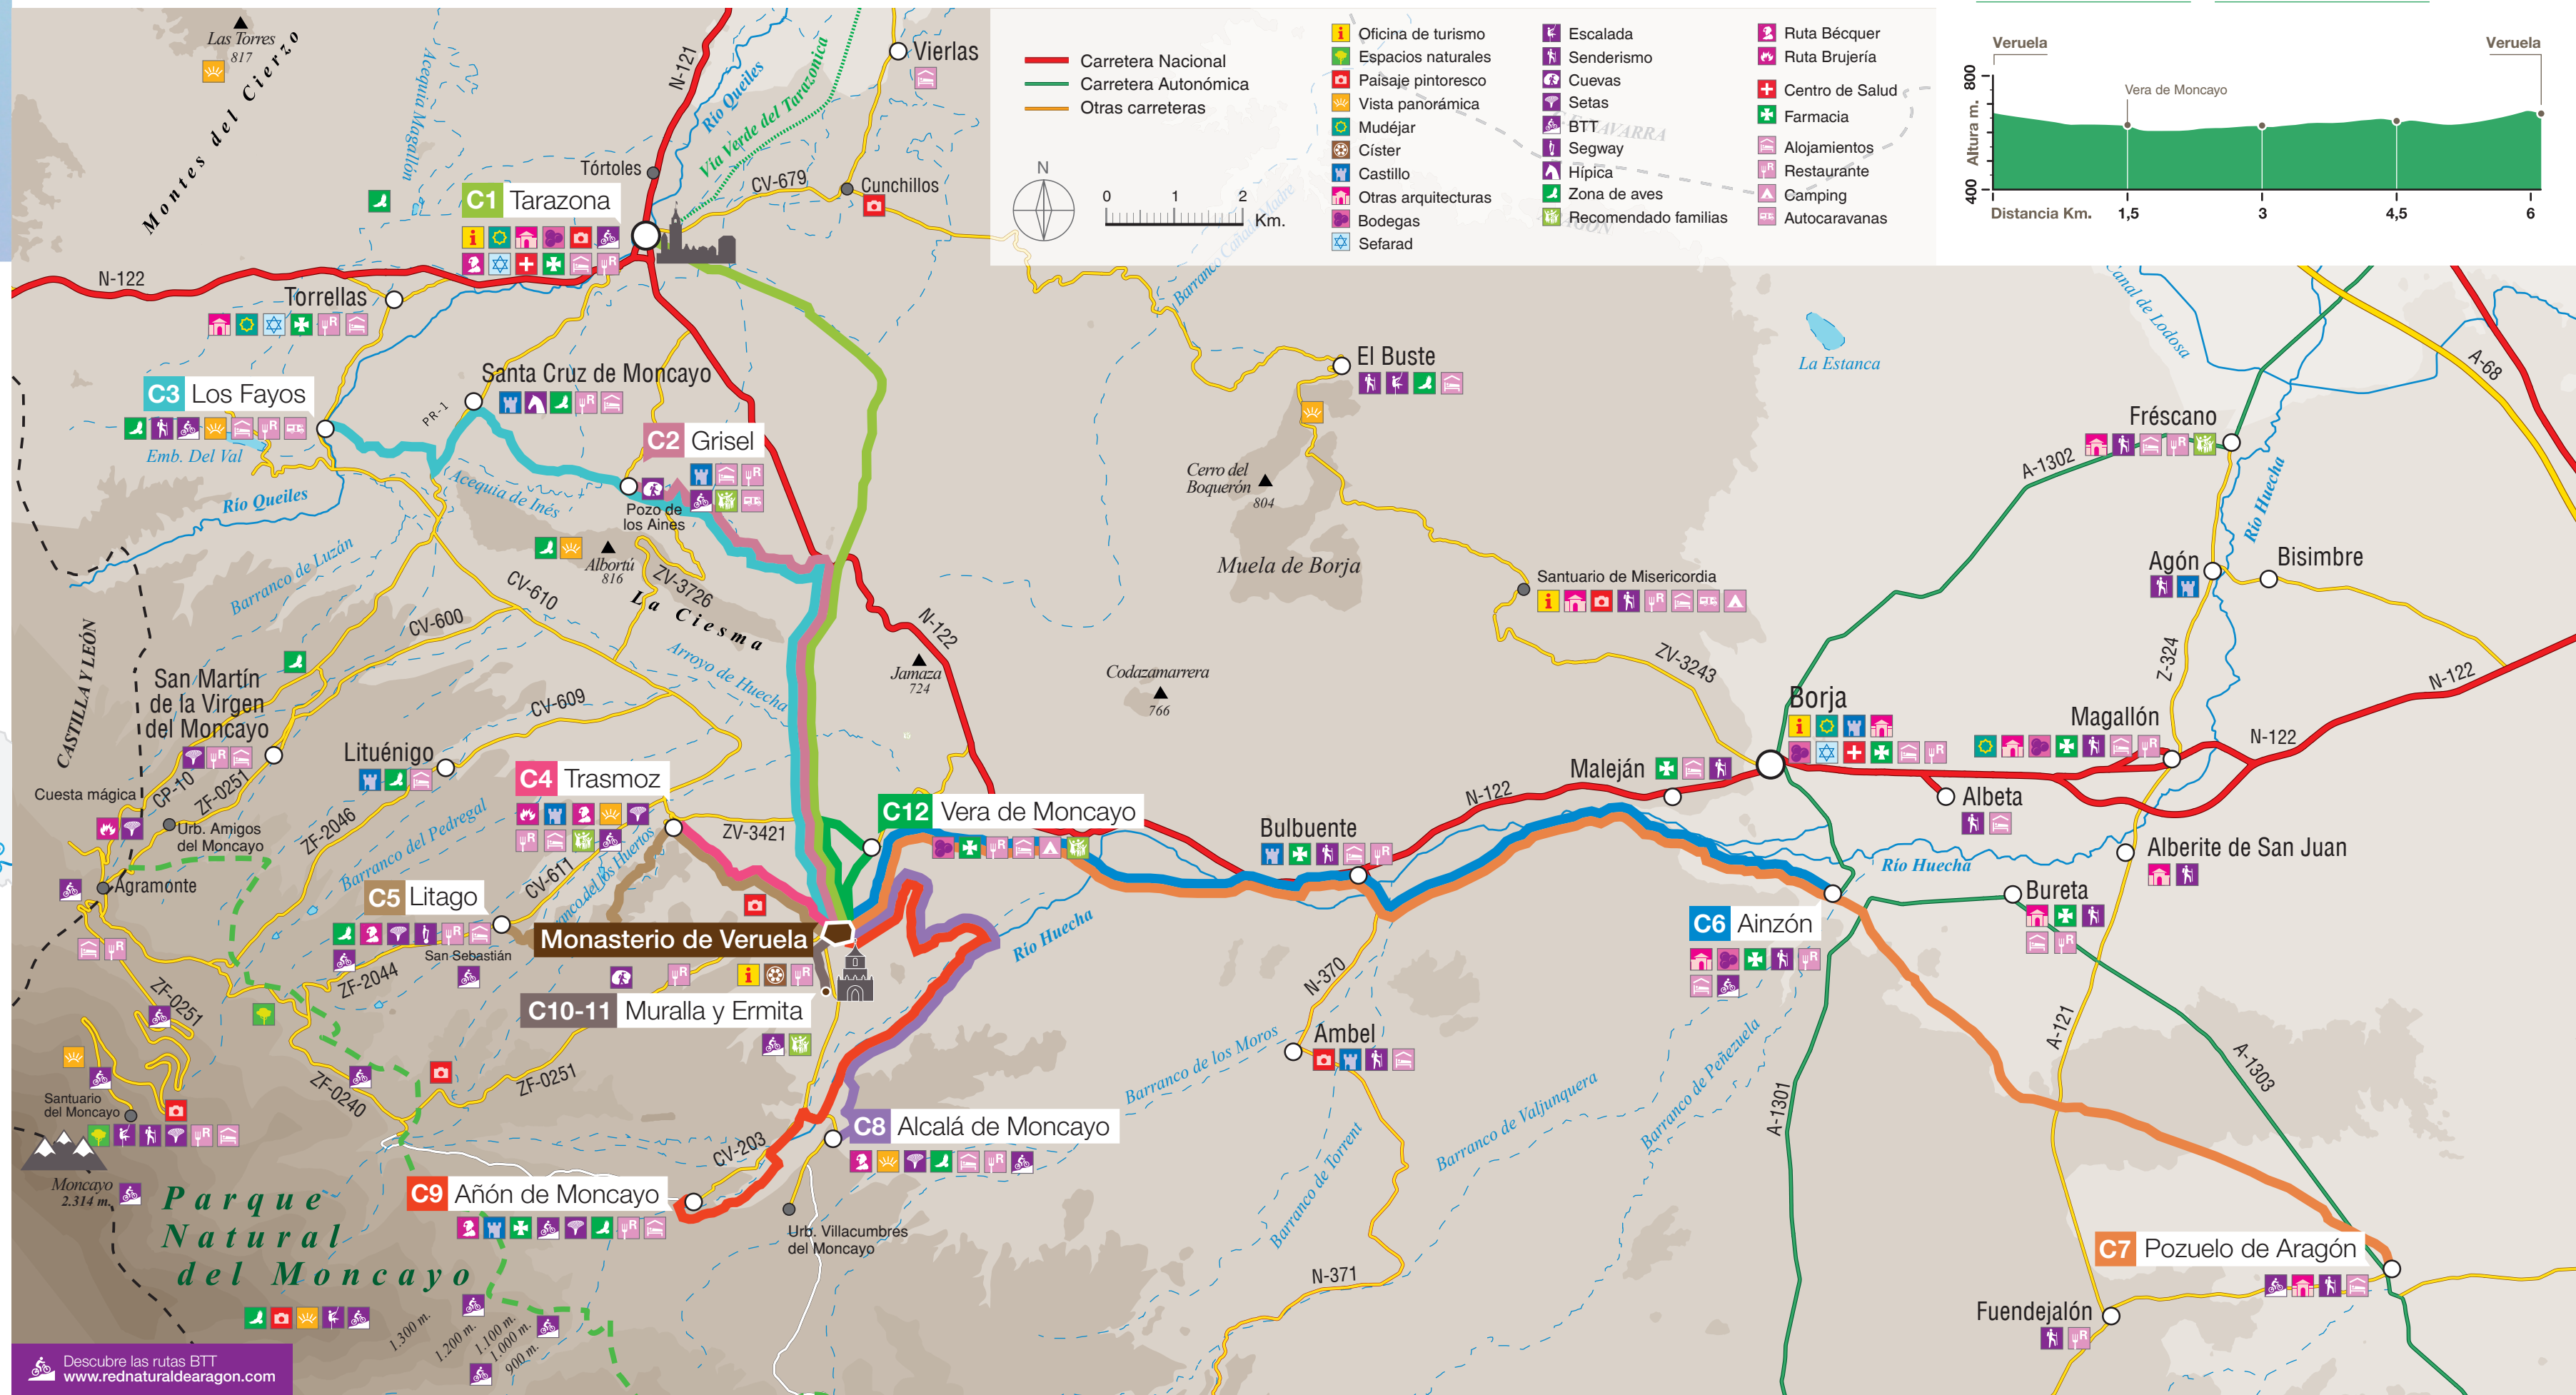 Las Torres
817
Montes del Cierzo
Acequia Magallón
N-121
Río Queiles
Vía Verde del Tarazonica
Vierlas
Tórtoles
CV-679
Cunchillos
C1 Tarazona
N-122
Torrellas
Carretera Nacional
Carretera Autonómica
Otras carreteras
N
0 1 2
Km.
Oficina de turismo
Espacios naturales
Paisaje pintoresco
Vista panorámica
Mudéjar
Císter
Castillo
Otras arquitecturas
Bodegas
Sefarad
Escalada
Senderismo
Cuevas
Setas
BTT
Segway
Hípica
Zona de aves
Recomendado familias
Ruta Bécquer
Ruta Brujería
Centro de Salud
Farmacia
Alojamientos
Restaurante
Camping
Autocaravanas
NAVARRA
Barranco Cañada Madre
Veruela
Veruela
800
Vera de Moncayo
Altura m.
400
Distancia Km. 1,5 3 4,5 6
Canal de Lodosa
A-68
La Estanca
El Buste
Santa Cruz de Moncayo
PR-1
C3 Los Fayos
Emb. Del Val
Río Queiles
Acequia de Inés
C2 Grisel
Pozo de
los Aines
Albortú
816
ZV-3726
La Ciesma
Cerro del
Boquerón
804
Muela de Borja
Fréscano
A-1302
Río Huecha
Agón
Bisimbre
Santuario de Misericordia
ZV-3243
Z-324
N-122
Barranco de Luzán
CV-610
CV-600
Arroyo de Huecha
N-122
Jamaza
724
Codazamarrera
766
CASTILLA Y LEÓN
San Martín
de la Virgen
del Moncayo
CV-609
Lituénigo
CP-10
ZF-0251
Cuesta mágica
Urb. Amigos
del Moncayo
ZF-2046
Barranco del Pedregal
C4 Trasmoz
ZV-3421
CV-611
Barranco de los Huertos
C12 Vera de Moncayo
Borja
Magallón
N-122
Maleján
N-122
Albeta
Bulbuente
Alberite de San Juan
Río Huecha
Bureta
Agramonte
C5 Litago
San Sebastián
ZF-2044
Monasterio de Veruela
Río Huecha
C6 Ainzón
C10-11 Muralla y Ermita
N-370
Ambel
A-121
A-1303
ZF-0251
ZF-0251
ZF-0240
Barranco de los Moros
Barranco de Valjunquera
Barranco de Peñezuela
Barranco de Torrent
A-1301
Santuario
del Moncayo
Moncayo
2.314 m.
C8 Alcalá de Moncayo
CV-203
C9 Añón de Moncayo
Urb. Villacumbres
del Moncayo
Parque
Natural
del Moncayo
N-371
C7 Pozuelo de Aragón
Fuendejalón
1.300 m.
1.200 m.
1.100 m.
1.000 m.
900 m.
Descubre las rutas BTT
www.rednaturaldearagon.com